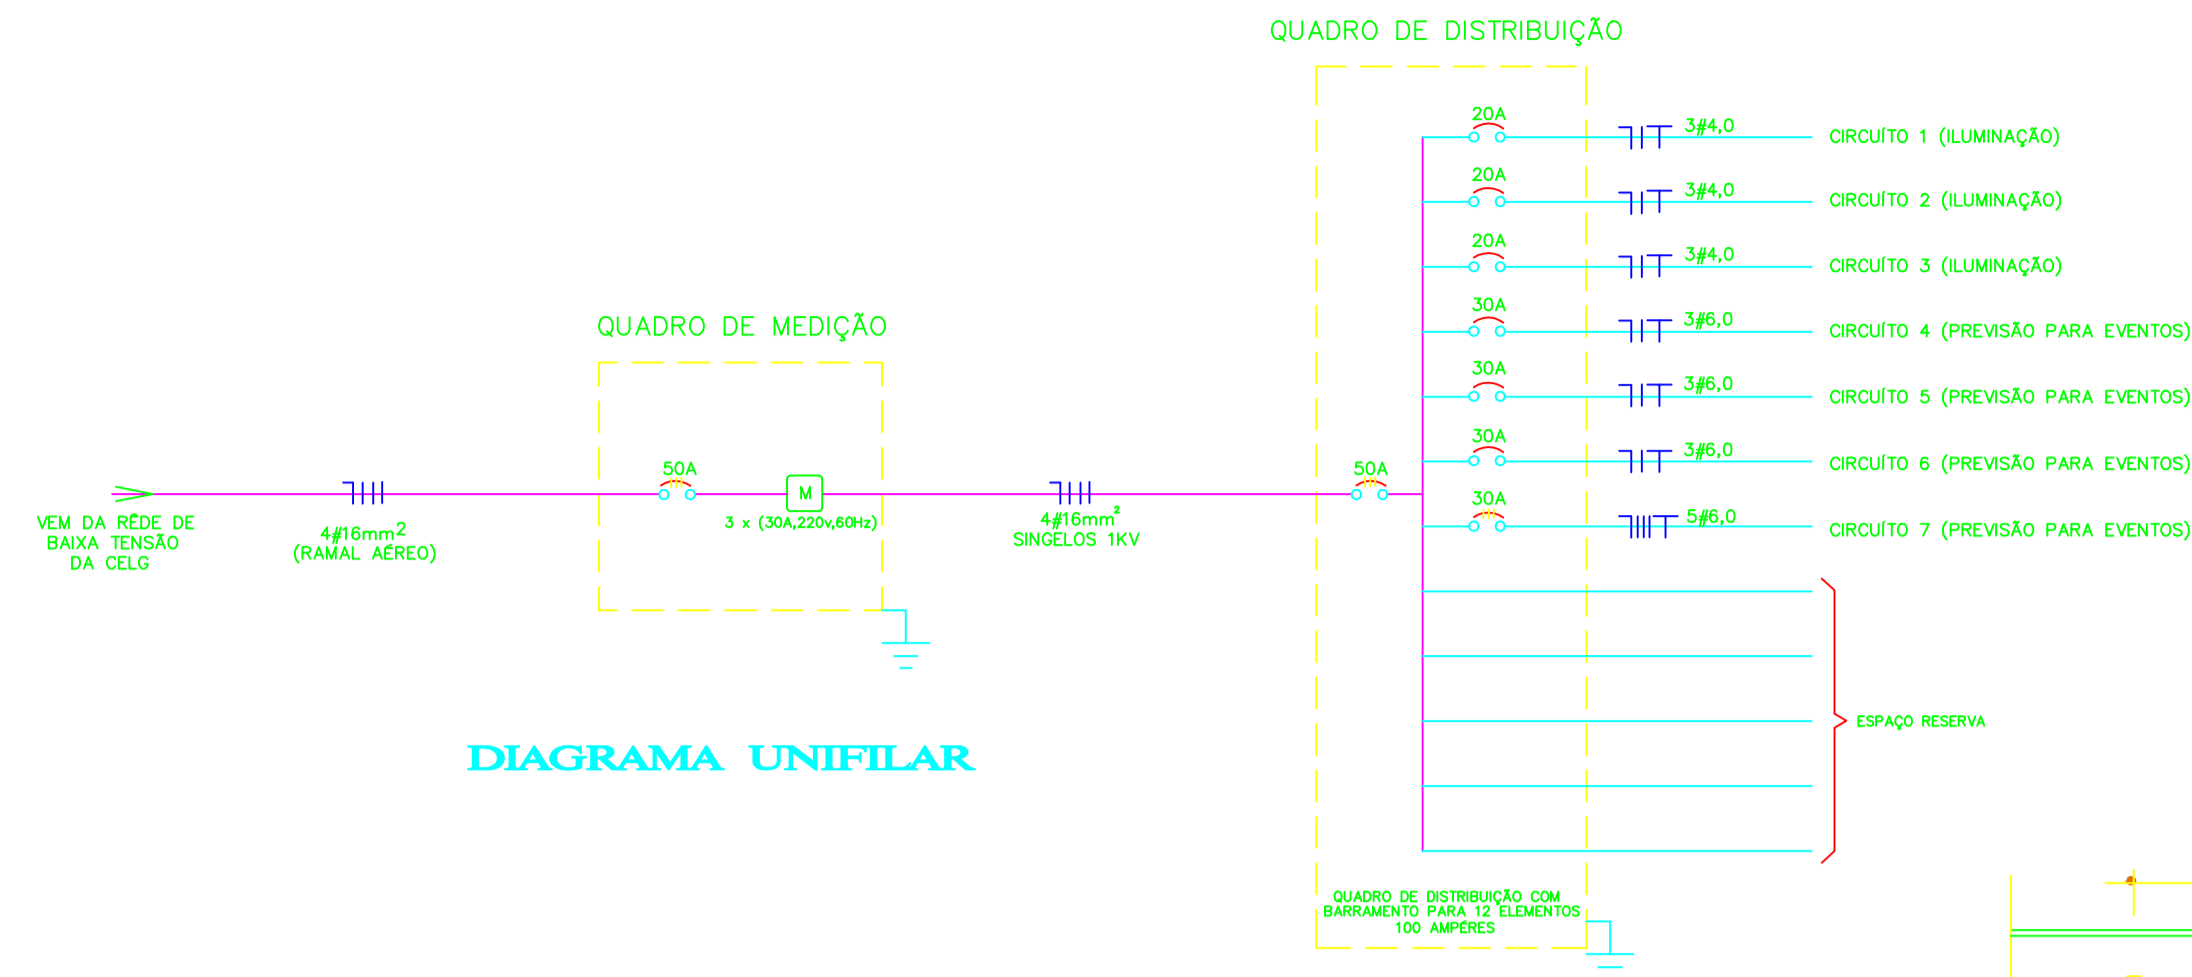 QUADRO DE DISTRIBUIÇÃO
20A
3#4,0
CIRCUÍTO 1 (ILUMINAÇÃO)
20A
3#4,0
CIRCUÍTO 2 (ILUMINAÇÃO)
20A
3#4,0
CIRCUÍTO 3 (ILUMINAÇÃO)
30A
3#6,0
CIRCUÍTO 4 (PREVISÃO PARA EVENTOS)
30A
3#6,0
CIRCUÍTO 5 (PREVISÃO PARA EVENTOS)
30A
3#6,0
CIRCUÍTO 6 (PREVISÃO PARA EVENTOS)
30A
5#6,0
CIRCUÍTO 7 (PREVISÃO PARA EVENTOS)
QUADRO DE MEDIÇÃO
50A
M
3 x (30A,220v,60Hz)
50A
VEM DA RÊDE DE
BAIXA TENSÃO
DA CELG
4#16mm²
(RAMAL AÉREO)
4#16mm²
SINGELOS 1KV
ESPAÇO RESERVA
DIAGRAMA UNIFILAR
QUADRO DE DISTRIBUIÇÃO COM
BARRAMENTO PARA 12 ELEMENTOS
100 AMPÉRES